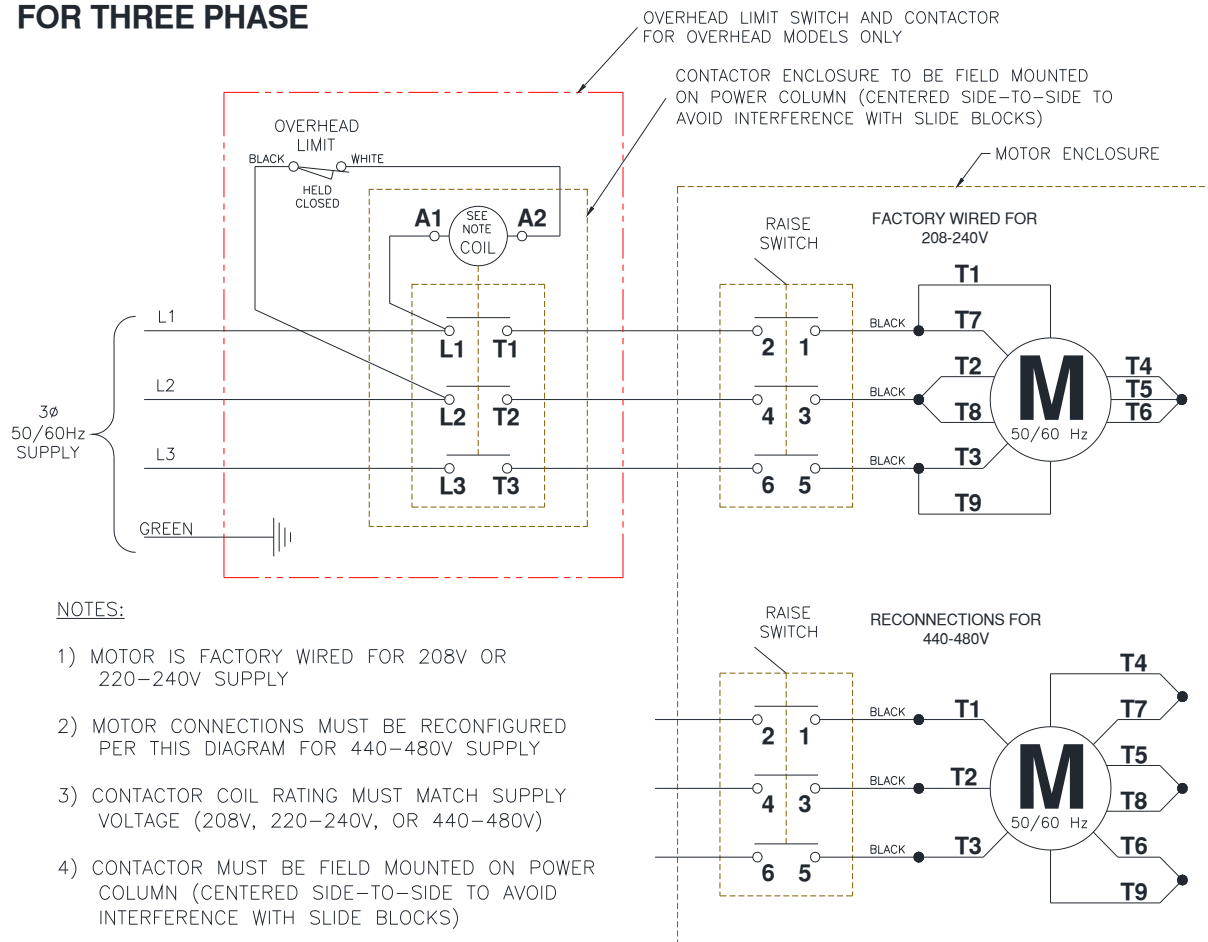 FOR THREE PHASE
OVERHEAD LIMIT SWITCH AND CONTACTOR
FOR OVERHEAD MODELS ONLY
CONTACTOR ENCLOSURE TO BE FIELD MOUNTED
ON POWER COLUMN (CENTERED SIDE-TO-SIDE TO
AVOID INTERFERENCE WITH SLIDE BLOCKS)
MOTOR ENCLOSURE
OVERHEAD
LIMIT
BLACK
WHITE
HELD
CLOSED
A1
SEE
NOTE
COIL
A2
RAISE
SWITCH
FACTORY WIRED FOR
208-240V
L1
L1
T1
2
1
BLACK
T1
T7
L2
L2
T2
4
3
BLACK
T2
T8
M
50/60 Hz
T4
T5
T6
3ø
50/60Hz
SUPPLY
L3
L3
T3
6
5
BLACK
T3
T9
GREEN
NOTES:
1) MOTOR IS FACTORY WIRED FOR 208V OR
220-240V SUPPLY
2) MOTOR CONNECTIONS MUST BE RECONFIGURED
PER THIS DIAGRAM FOR 440-480V SUPPLY
3) CONTACTOR COIL RATING MUST MATCH SUPPLY
VOLTAGE (208V, 220-240V, OR 440-480V)
4) CONTACTOR MUST BE FIELD MOUNTED ON POWER
COLUMN (CENTERED SIDE-TO-SIDE TO AVOID
INTERFERENCE WITH SLIDE BLOCKS)
RAISE
SWITCH
RECONNECTIONS FOR
440-480V
2
1
BLACK
T1
4
3
BLACK
T2
6
5
BLACK
T3
M
50/60 Hz
T4
T7
T5
T8
T6
T9